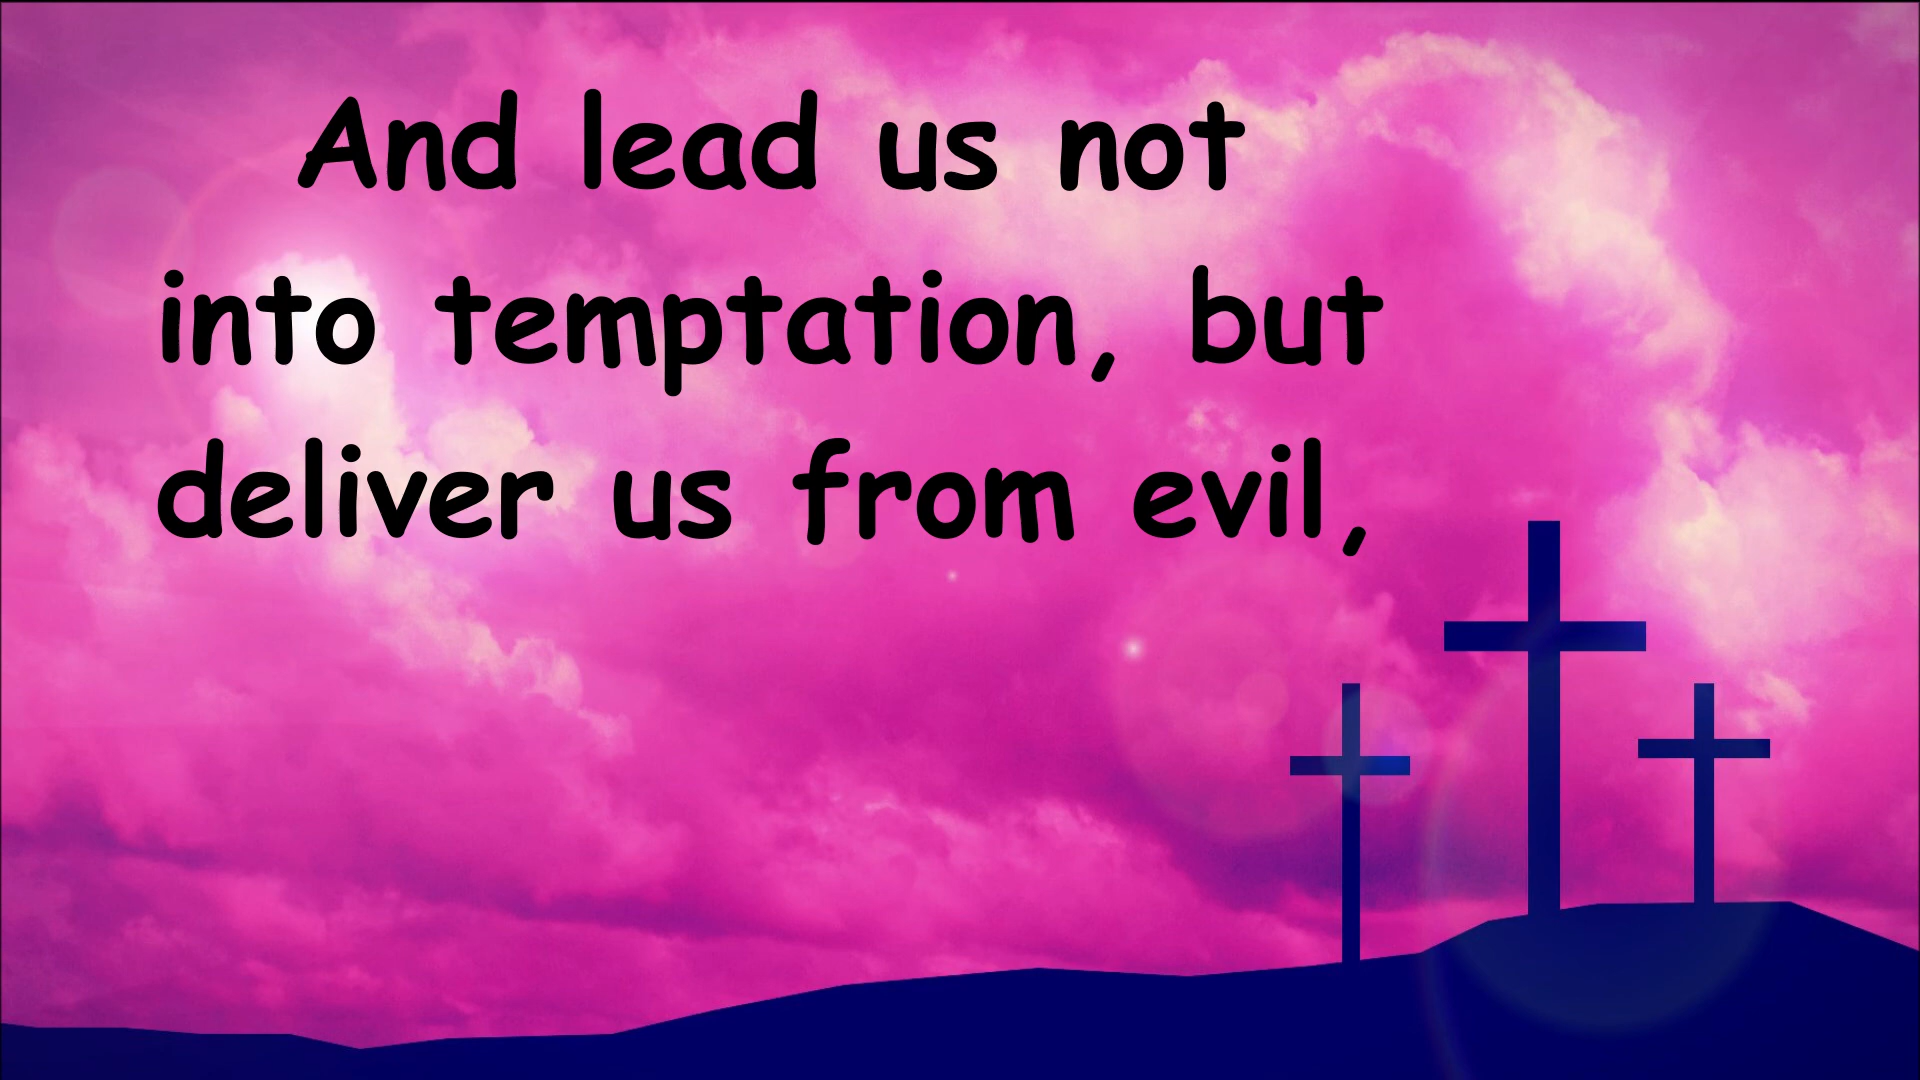 And lead us not
into temptation, but
deliver us from evil,